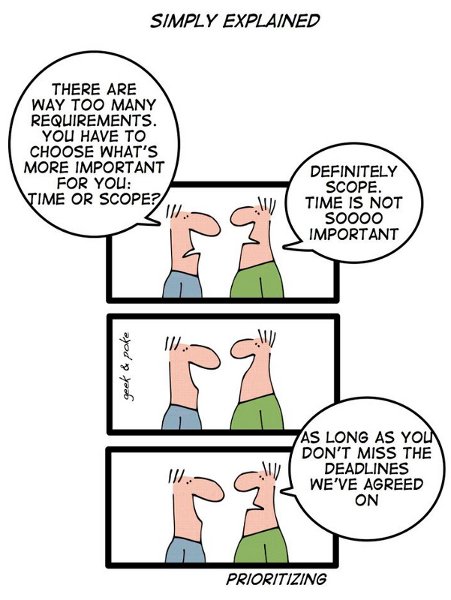 SIMPLY EXPLAINED
THERE ARE
WAY TOO MANY
REQUIREMENTS.
YOU HAVE TO
CHOOSE WHAT'S
MORE IMPORTANT
FOR YOU:
TIME OR SCOPE?
DEFINITELY
SCOPE.
TIME IS NOT
SOOOO
IMPORTANT
geek & poke
AS LONG AS YOU
DON'T MISS THE
DEADLINES
WE'VE AGREED
ON
PRIORITIZING